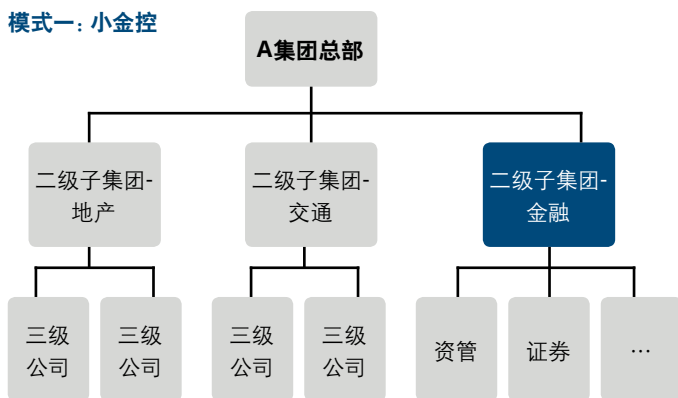 模式一：小金控
A集团总部
二级子集团-
地产
二级子集团-
交通
二级子集团-
金融
三级
公司
三级
公司
三级
公司
三级
公司
资管
证券
…